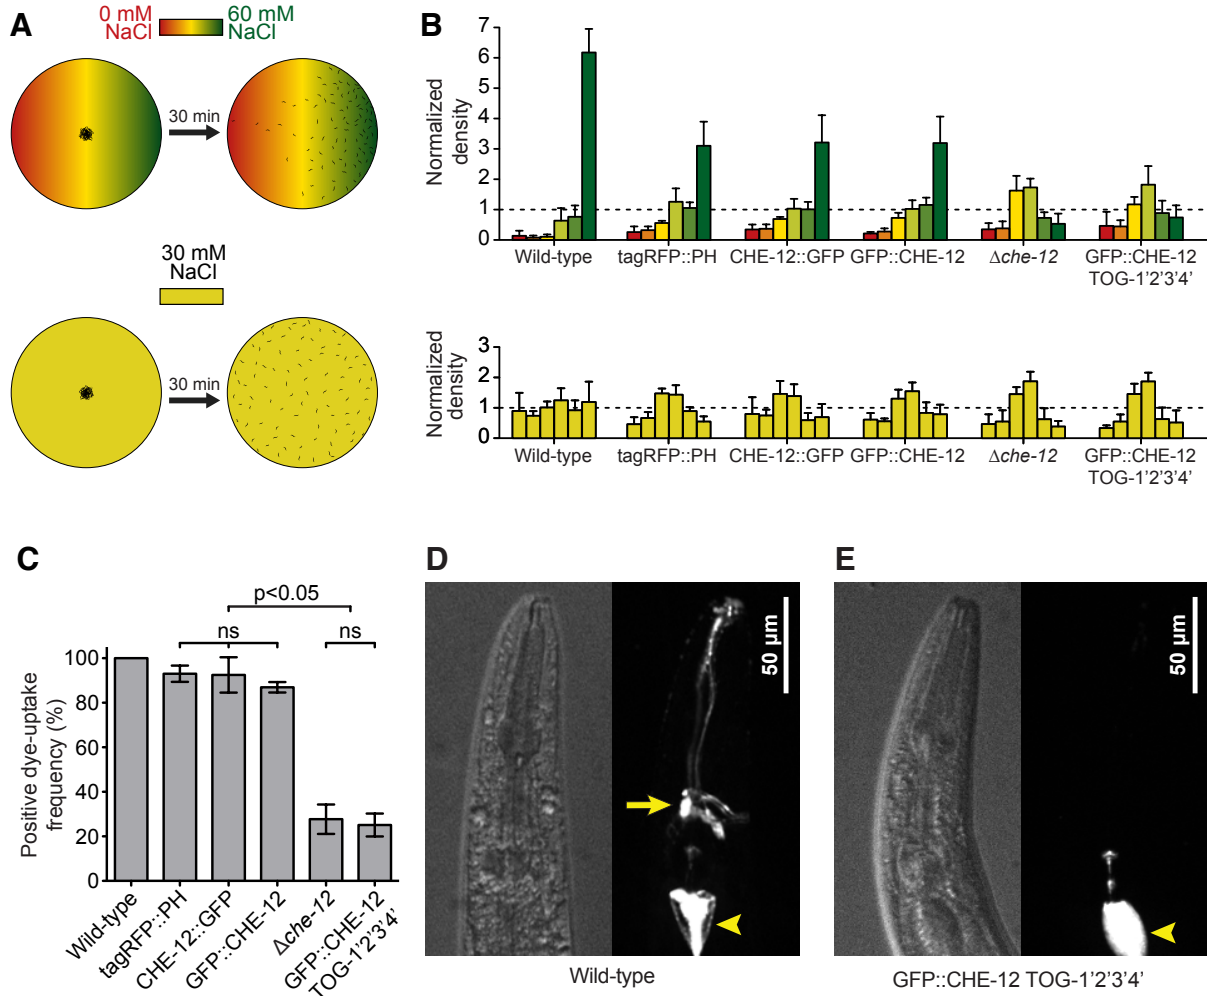 A
0 mM
NaCl
60 mM
NaCl
30 min
30 mM
NaCl
30 min
B
Normalized
density
7
6
5
4
3
2
1
0
Wild-type
tagRFP::PH
CHE-12::GFP
GFP::CHE-12
Δche-12
GFP::CHE-12
TOG-1'2'3'4'
Normalized
density
3
2
1
0
Wild-type
tagRFP::PH
CHE-12::GFP
GFP::CHE-12
Δche-12
GFP::CHE-12
TOG-1'2'3'4'
C
p<0.05
ns
ns
Positive dye-uptake
frequency (%)
100
80
60
40
20
0
Wild-type
tagRFP::PH
CHE-12::GFP
GFP::CHE-12
Δche-12
GFP::CHE-12
TOG-1'2'3'4'
D
50 µm
Wild-type
E
50 µm
GFP::CHE-12 TOG-1'2'3'4'